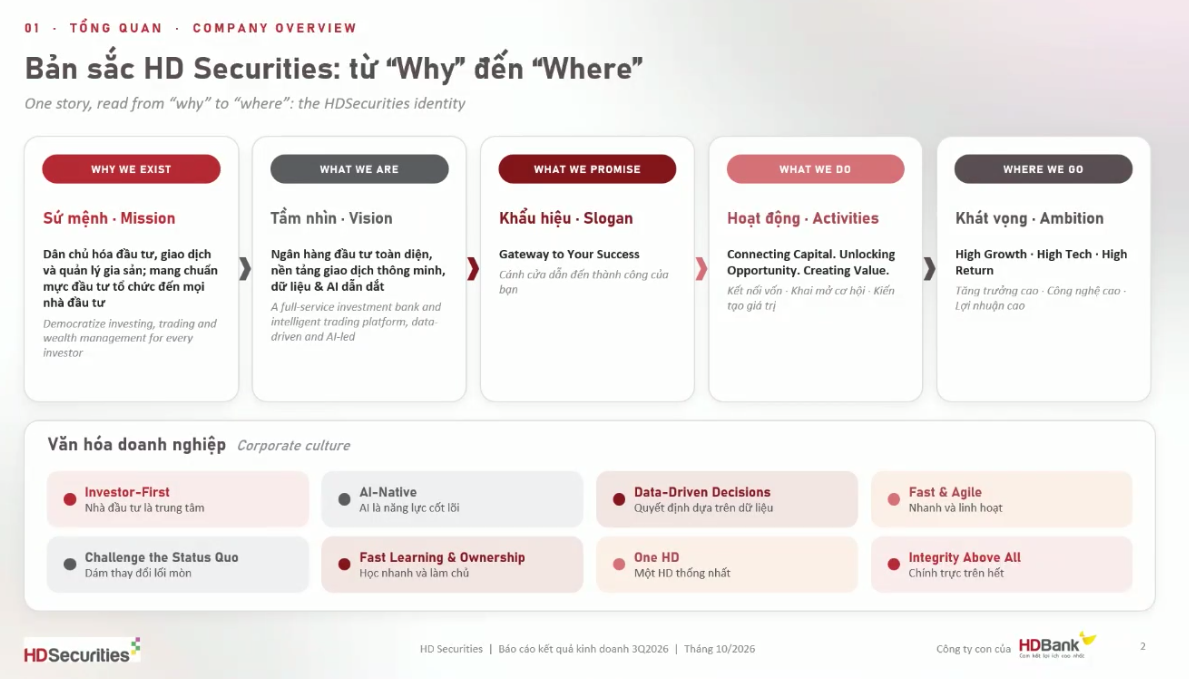 01 · TỔNG QUAN · COMPANY OVERVIEW
Bản sắc HD Securities: từ “Why” đến “Where”
One story, read from “why” to “where”: the HDSecurities identity
WHY WE EXIST
Sứ mệnh · Mission
Dân chủ hóa đầu tư, giao dịch
và quản lý gia sản; mang chuẩn
mực đầu tư tổ chức đến mọi
nhà đầu tư
Democratize investing, trading and
wealth management for every
investor
WHAT WE ARE
Tầm nhìn · Vision
Ngân hàng đầu tư toàn diện,
nền tảng giao dịch thông minh,
dữ liệu & AI dẫn dắt
A full-service investment bank and
intelligent trading platform, data-
driven and AI-led
WHAT WE PROMISE
Khẩu hiệu · Slogan
Gateway to Your Success
Cánh cửa dẫn đến thành công của
bạn
WHAT WE DO
Hoạt động · Activities
Connecting Capital. Unlocking
Opportunity. Creating Value.
Kết nối vốn · Khai mở cơ hội · Kiến
tạo giá trị
WHERE WE GO
Khát vọng · Ambition
High Growth · High Tech · High
Return
Tăng trưởng cao · Công nghệ cao ·
Lợi nhuận cao
Văn hóa doanh nghiệp Corporate culture
Investor-First
Nhà đầu tư là trung tâm
AI-Native
AI là năng lực cốt lõi
Data-Driven Decisions
Quyết định dựa trên dữ liệu
Fast & Agile
Nhanh và linh hoạt
Challenge the Status Quo
Dám thay đổi lối mòn
Fast Learning & Ownership
Học nhanh và làm chủ
One HD
Một HD thống nhất
Integrity Above All
Chính trực trên hết
HDSecurities
HD Securities | Báo cáo kết quả kinh doanh 3Q2026 | Tháng 10/2026
Công ty con của
HDBank
Cam kết lợi ích cao nhất
2